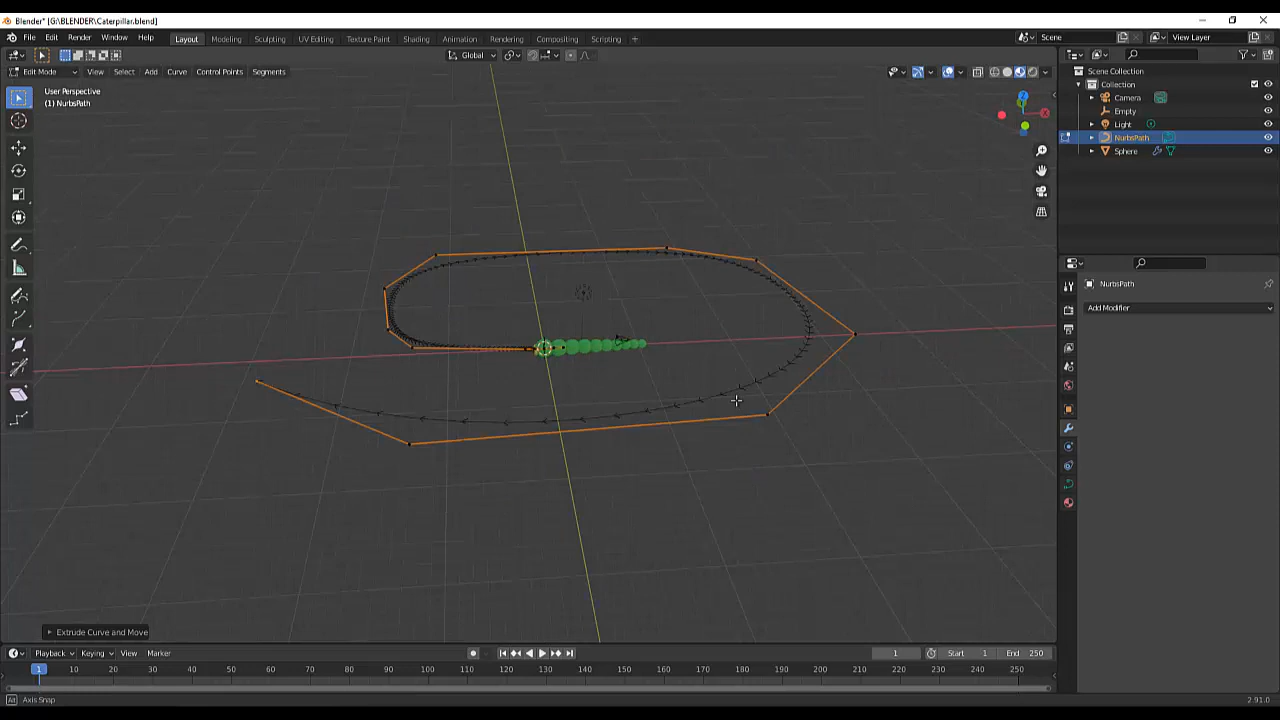 Blender* [G:\BLENDER\Caterpillar.blend]
File Edit Render Window Help Layout Modeling Sculpting UV Editing Texture Paint Shading Animation Rendering Compositing Scripting + Scene View Layer
Global
Edit Mode View Select Add Curve Control Points Segments
User Perspective
(1) NurbsPath
Scene Collection
Collection
Camera
Empty
Light
NurbsPath
Sphere
NurbsPath
Add Modifier
Z
X
Extrude Curve and Move
Playback Keying View Marker 1 Start 1 End 250
1 10 20 30 40 50 60 70 80 90 100 110 120 130 140 150 160 170 180 190 200 210 220 230 240 250
Alt Axis Snap 2.91.0